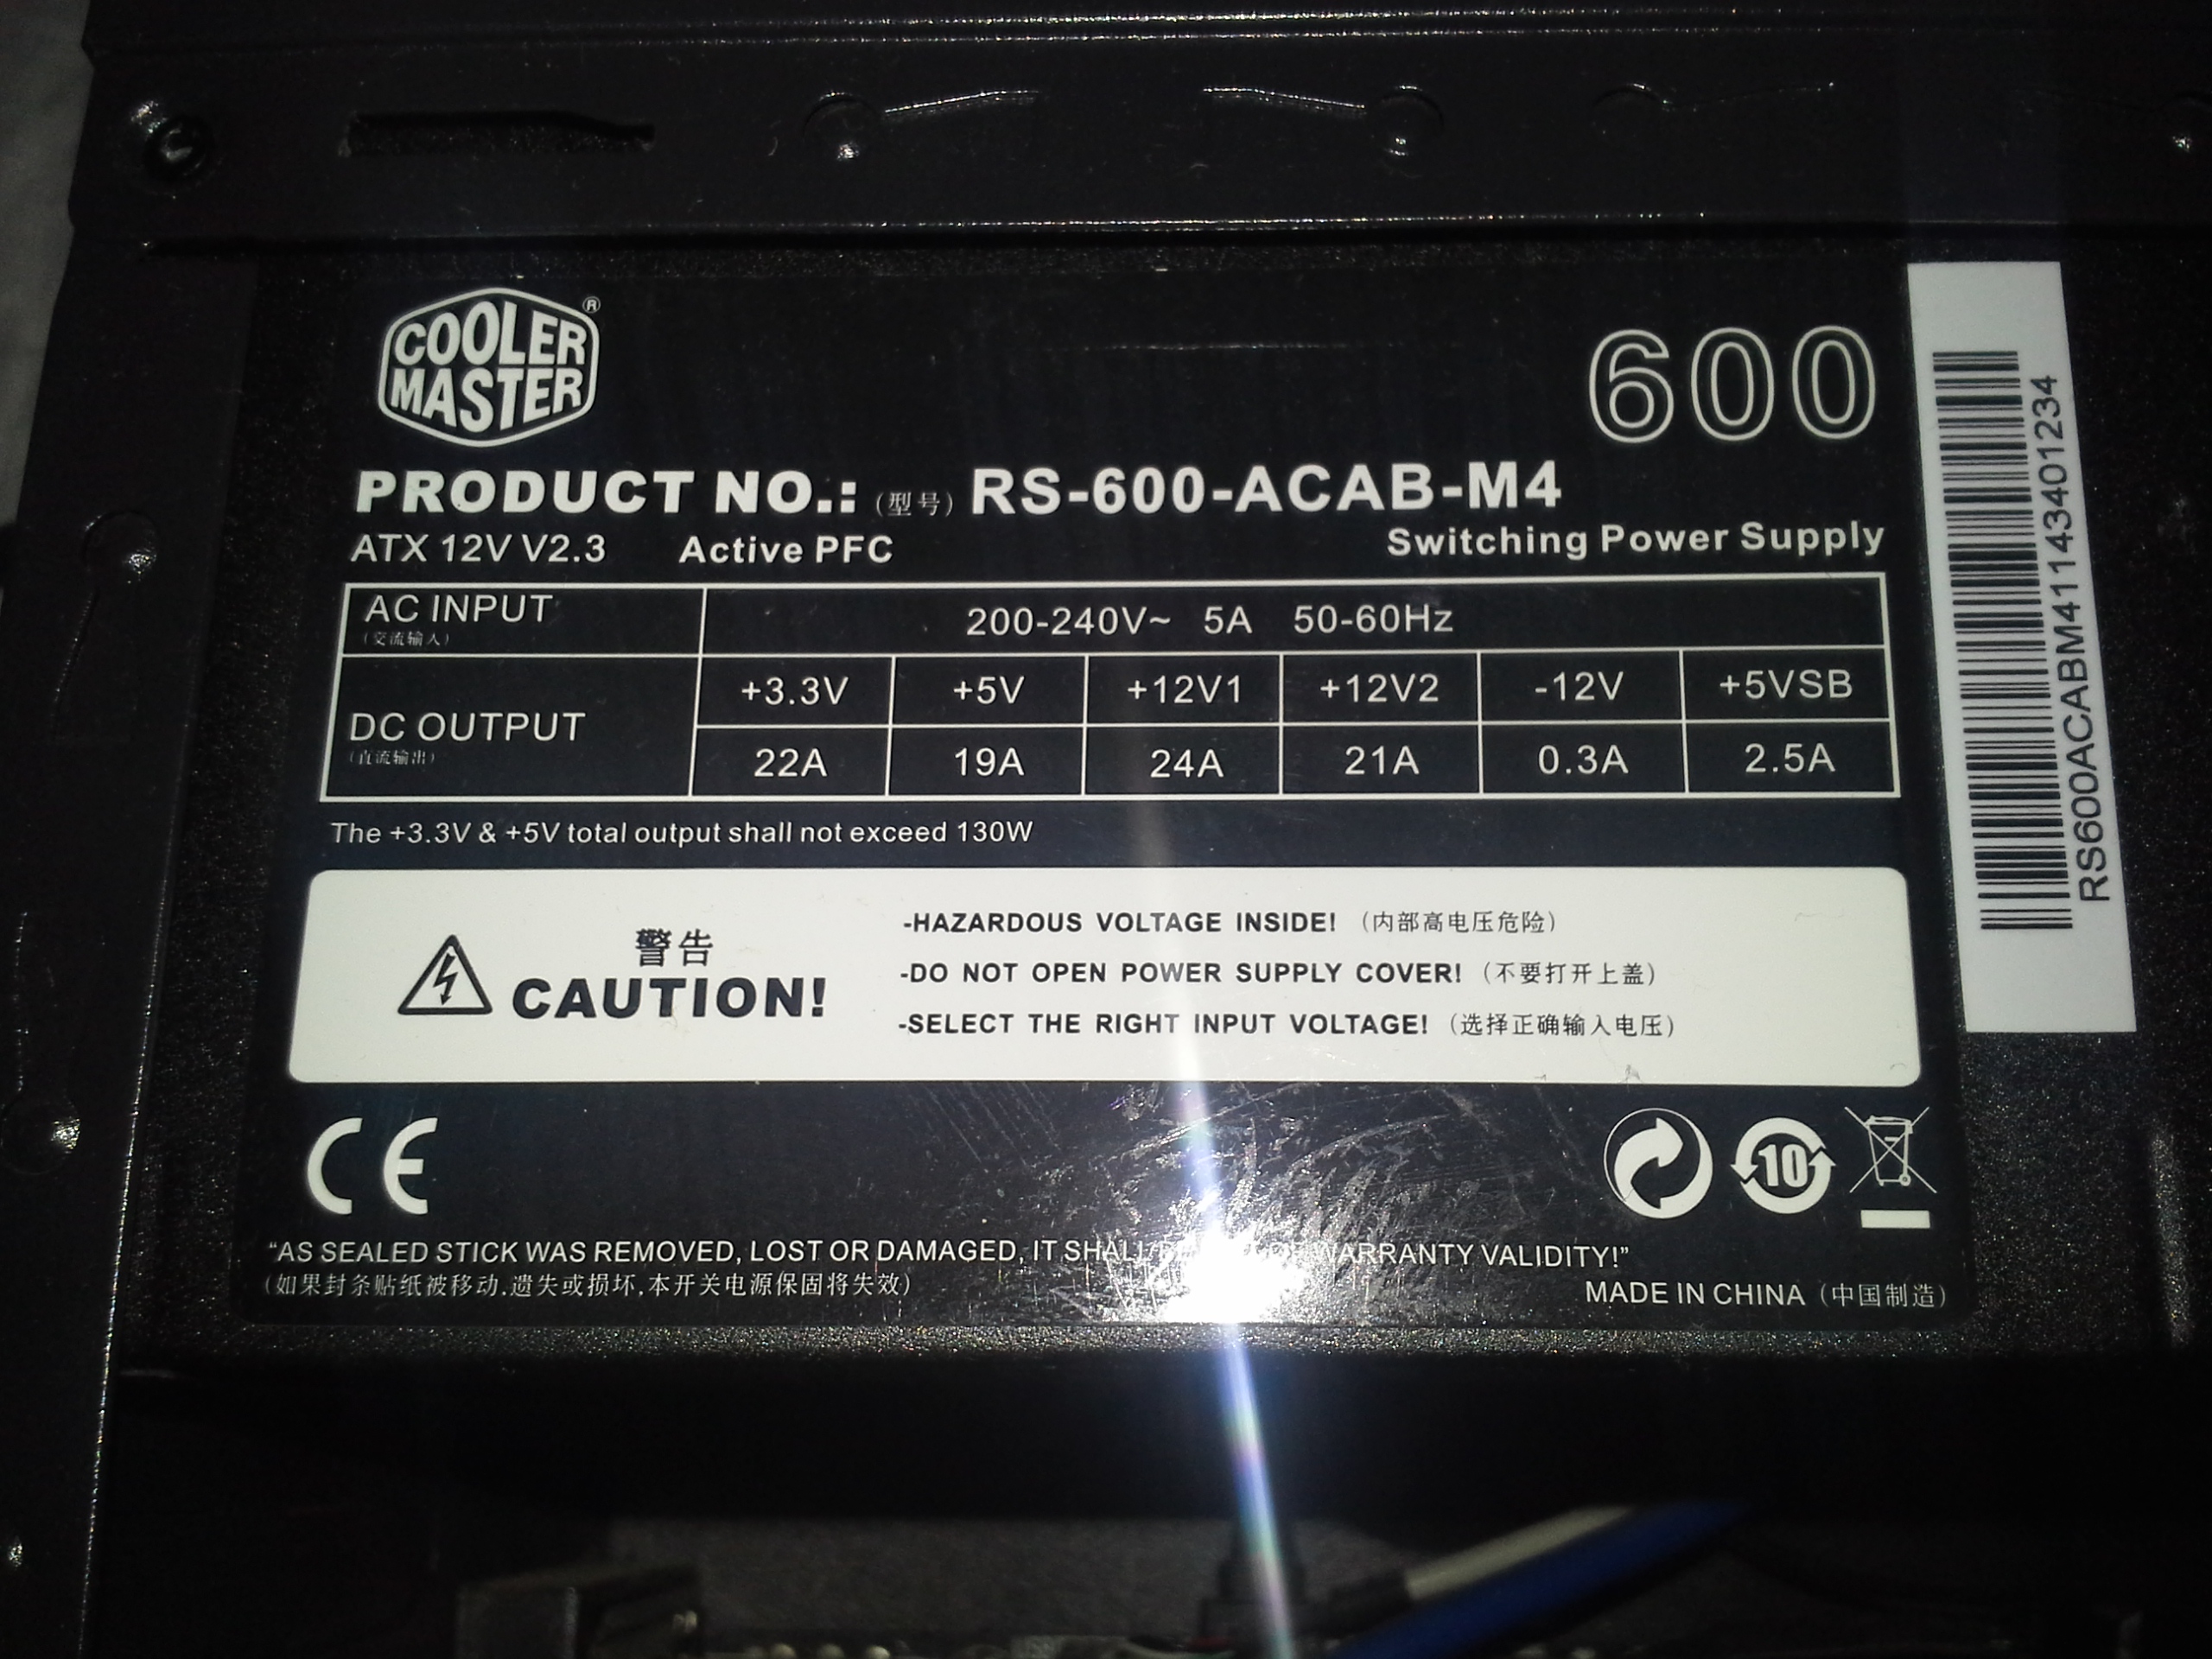 COOLER
MASTER
®
600
PRODUCT NO.: (型号) RS-600-ACAB-M4
ATX 12V V2.3 Active PFC Switching Power Supply
AC INPUT 200-240V~ 5A 50-60Hz
(交流输入)
+3.3V +5V +12V1 +12V2 -12V +5VSB
DC OUTPUT
(直流输出)
22A 19A 24A 21A 0.3A 2.5A
The +3.3V & +5V total output shall not exceed 130W
警告
CAUTION!
-HAZARDOUS VOLTAGE INSIDE! (内部高电压危险)
-DO NOT OPEN POWER SUPPLY COVER! (不要打开上盖)
-SELECT THE RIGHT INPUT VOLTAGE! (选择正确输入电压)
CE
10
"AS SEALED STICK WAS REMOVED, LOST OR DAMAGED, IT SHALL WARRANTY VALIDITY!"
(如果封条贴纸被移动.遗失或损坏,本开关电源保固将失效)
MADE IN CHINA (中国制造)
RS600ACABM41143401234